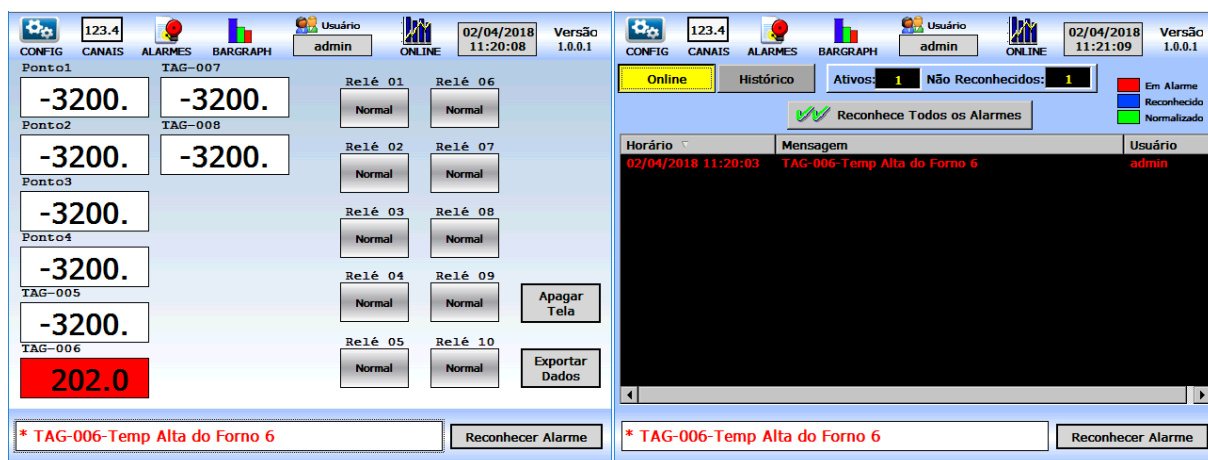 123.4 Usuário 02/04/2018 Versão
CONFIG CANAIS ALARMES BARGRAPH admin ONLINE 11:20:08 1.0.0.1
Ponto1 TAG-007
-3200. -3200.
Ponto2 TAG-008
-3200. -3200.
Ponto3
-3200.
Ponto4
-3200.
TAG-005
-3200.
TAG-006
202.0
Relé 01 Relé 06
Normal Normal
Relé 02 Relé 07
Normal Normal
Relé 03 Relé 08
Normal Normal
Relé 04 Relé 09
Normal Normal
Relé 05 Relé 10
Normal Normal
Apagar
Tela
Exportar
Dados
* TAG-006-Temp Alta do Forno 6 Reconhecer Alarme
123.4 Usuário 02/04/2018 Versão
CONFIG CANAIS ALARMES BARGRAPH admin ONLINE 11:21:09 1.0.0.1
Online Histórico Ativos: 1 Não Reconhecidos: 1
Em Alarme
Reconhecido
Normalizado
Reconhece Todos os Alarmes
Horário Mensagem Usuário
02/04/2018 11:20:03 TAG-006-Temp Alta do Forno 6 admin
* TAG-006-Temp Alta do Forno 6 Reconhecer Alarme